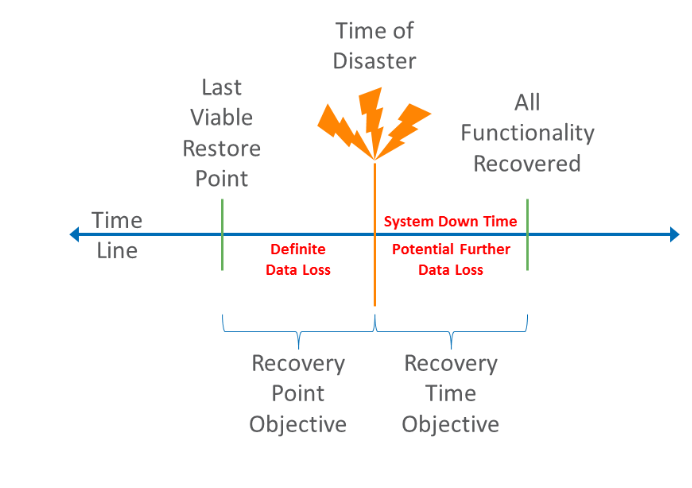 Time of
Disaster
Last
Viable
Restore
Point
All
Functionality
Recovered
Time
Line
System Down Time
Definite
Data Loss
Potential Further
Data Loss
Recovery
Point
Objective
Recovery
Time
Objective